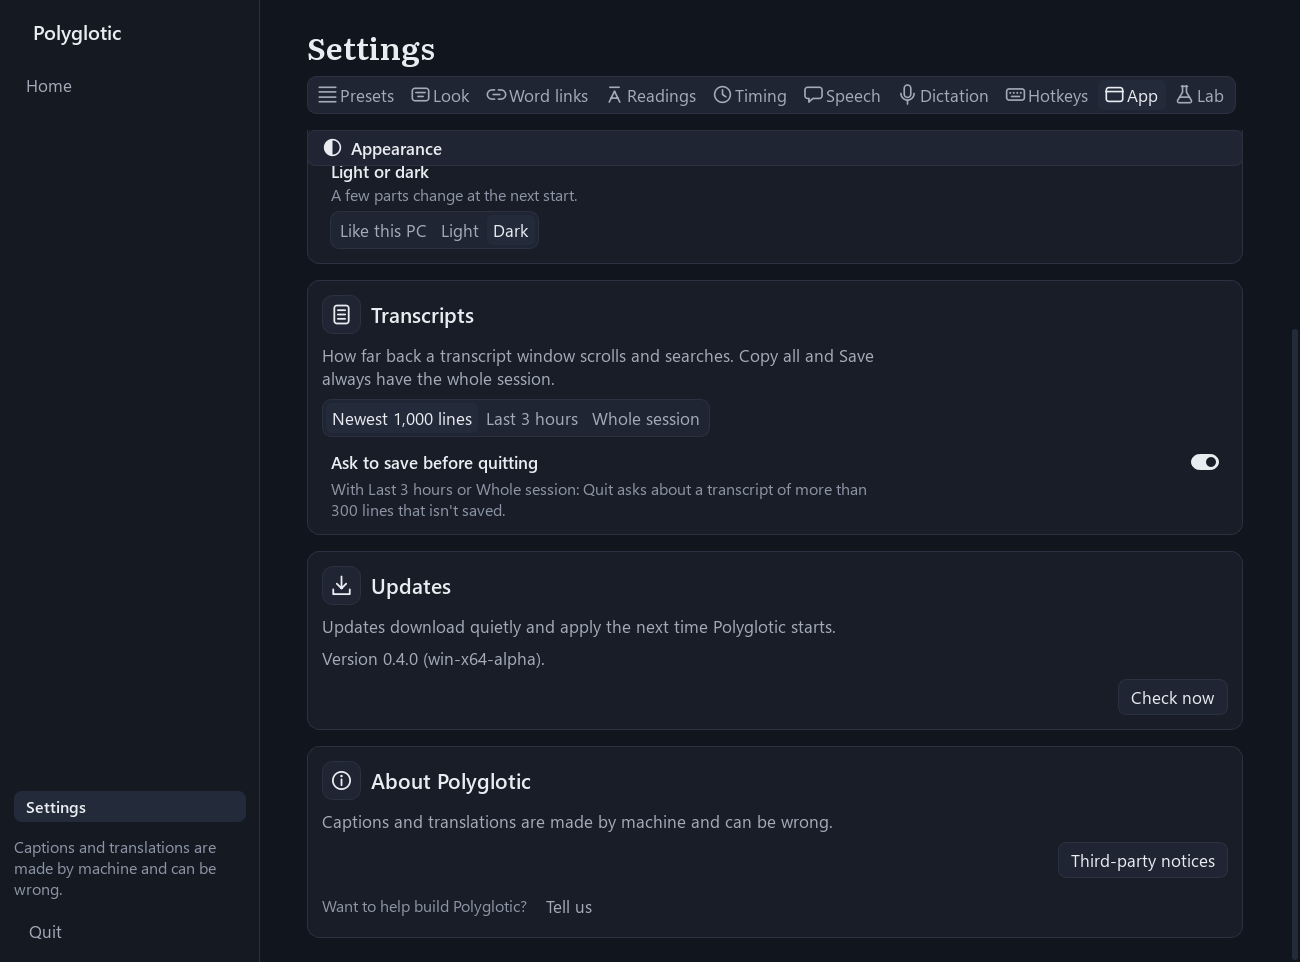 Polyglotic
Home
Settings
Captions and translations are
made by machine and can be
wrong.
Quit
Settings
Presets
Look
Word links
Readings
Timing
Speech
Dictation
Hotkeys
App
Lab
Appearance
Light or dark
A few parts change at the next start.
Like this PC
Light
Dark
Transcripts
How far back a transcript window scrolls and searches. Copy all and Save
always have the whole session.
Newest 1,000 lines
Last 3 hours
Whole session
Ask to save before quitting
With Last 3 hours or Whole session: Quit asks about a transcript of more than
300 lines that isn't saved.
Updates
Updates download quietly and apply the next time Polyglotic starts.
Version 0.4.0 (win-x64-alpha).
Check now
About Polyglotic
Captions and translations are made by machine and can be wrong.
Third-party notices
Want to help build Polyglotic?
Tell us